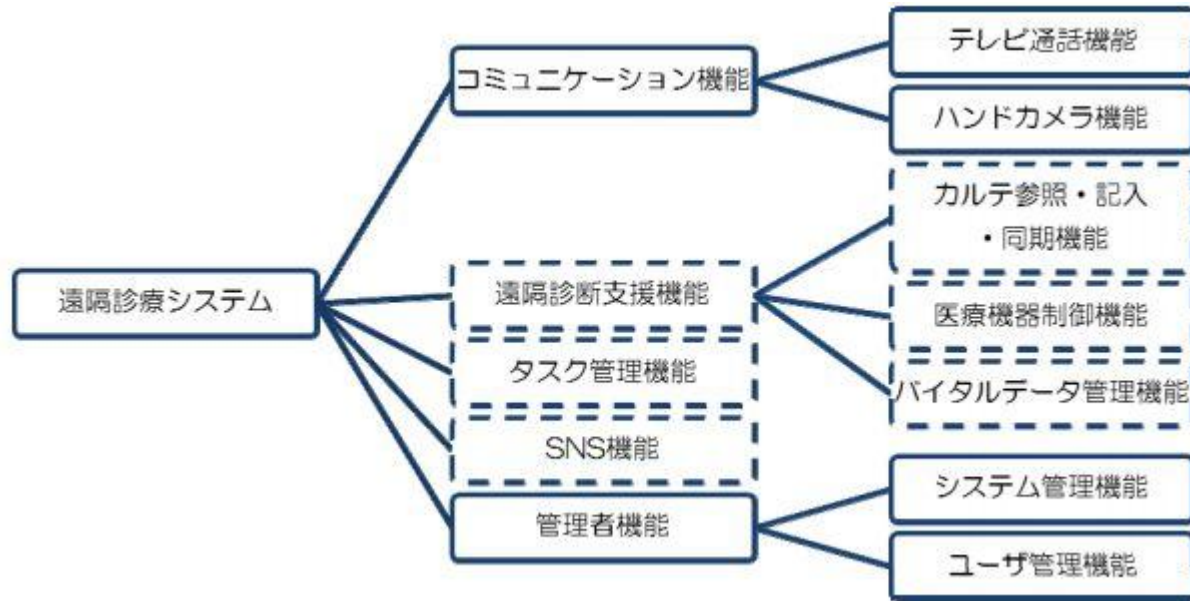 遠隔診療システム
コミュニケーション機能
遠隔診断支援機能
タスク管理機能
SNS機能
管理者機能
テレビ通話機能
ハンドカメラ機能
カルテ参照・記入
・同期機能
医療機器制御機能
バイタルデータ管理機能
システム管理機能
ユーザ管理機能